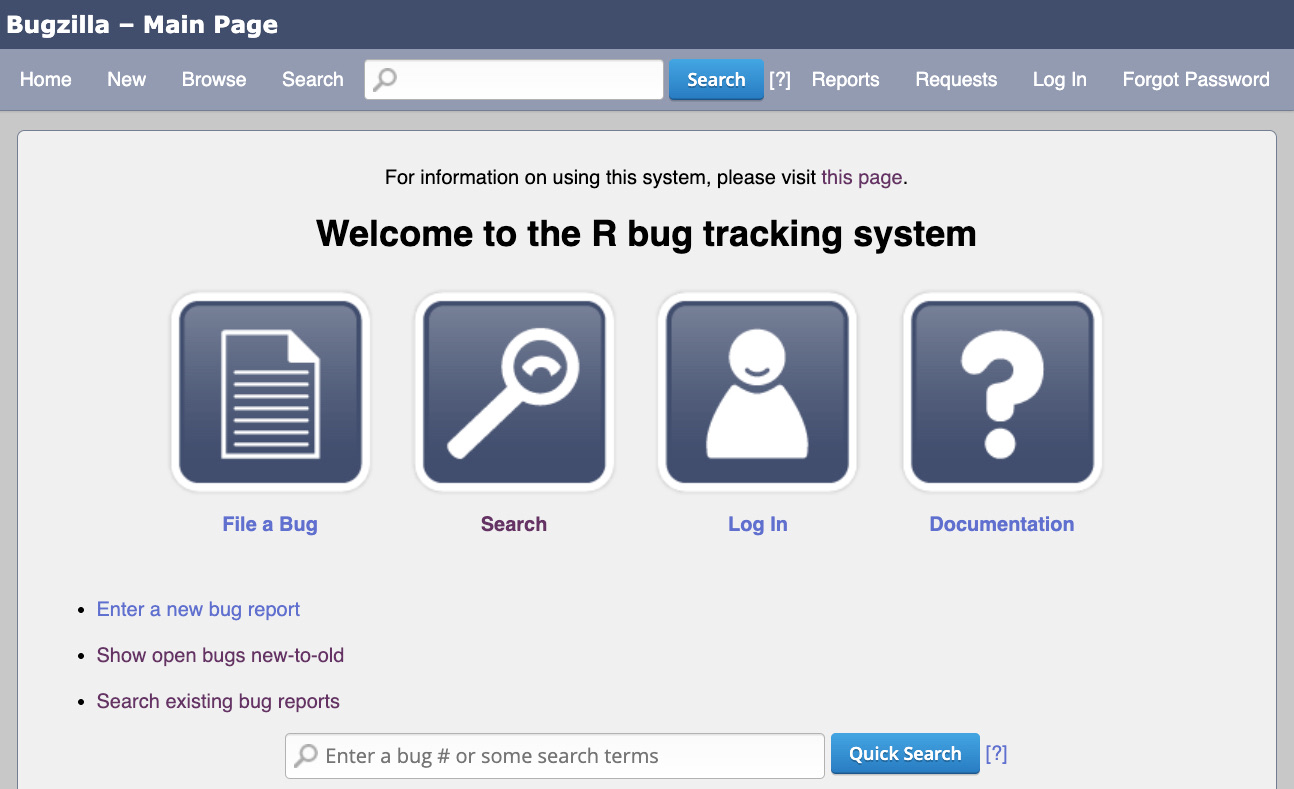 Bugzilla – Main Page
Home New Browse Search Search [?] Reports Requests Log In Forgot Password
For information on using this system, please visit this page.
Welcome to the R bug tracking system
File a Bug Search Log In Documentation
Enter a new bug report
Show open bugs new-to-old
Search existing bug reports
Enter a bug # or some search terms Quick Search [?]